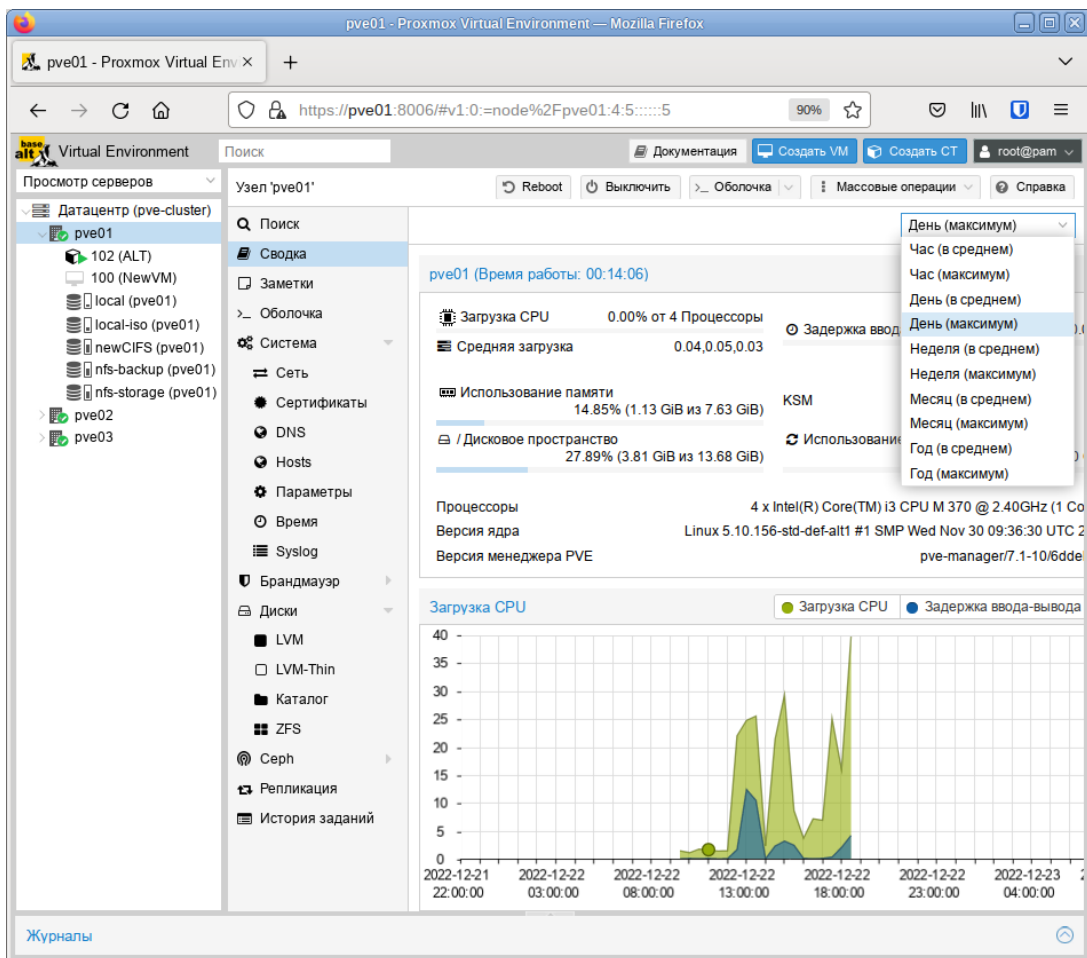 pve01 - Proxmox Virtual Environment — Mozilla Firefox
pve01 - Proxmox Virtual Env
https://pve01:8006/#v1:0:=node%2Fpve01:4:5::::::5
90%
base alt Virtual Environment
Поиск
Документация
Создать VM
Создать CT
root@pam
Просмотр серверов
Узел 'pve01'
Reboot
Выключить
Оболочка
Массовые операции
Справка
Датацентр (pve-cluster)
pve01
102 (ALT)
100 (NewVM)
local (pve01)
local-iso (pve01)
newCIFS (pve01)
nfs-backup (pve01)
nfs-storage (pve01)
pve02
pve03
Поиск
Сводка
Заметки
Оболочка
Система
Сеть
Сертификаты
DNS
Hosts
Параметры
Время
Syslog
Брандмауэр
Диски
LVM
LVM-Thin
Каталог
ZFS
Ceph
Репликация
История заданий
День (максимум)
Час (в среднем)
Час (максимум)
День (в среднем)
День (максимум)
Неделя (в среднем)
Неделя (максимум)
Месяц (в среднем)
Месяц (максимум)
Год (в среднем)
Год (максимум)
pve01 (Время работы: 00:14:06)
Загрузка CPU 0.00% от 4 Процессоры
Задержка ввод
Средняя загрузка 0.04,0.05,0.03
Использование памяти
14.85% (1.13 GiB из 7.63 GiB)
KSM
/ Дисковое пространство
27.89% (3.81 GiB из 13.68 GiB)
Использование
Процессоры 4 x Intel(R) Core(TM) i3 CPU M 370 @ 2.40GHz (1 Co
Версия ядра Linux 5.10.156-std-def-alt1 #1 SMP Wed Nov 30 09:36:30 UTC 2
Версия менеджера PVE pve-manager/7.1-10/6dde
Загрузка CPU
Загрузка CPU
Задержка ввода-вывода
40
35
30
25
20
15
10
5
0
2022-12-21 2022-12-22 2022-12-22 2022-12-22 2022-12-22 2022-12-22 2022-12-23
22:00:00 03:00:00 08:00:00 13:00:00 18:00:00 23:00:00 04:00:00
Журналы